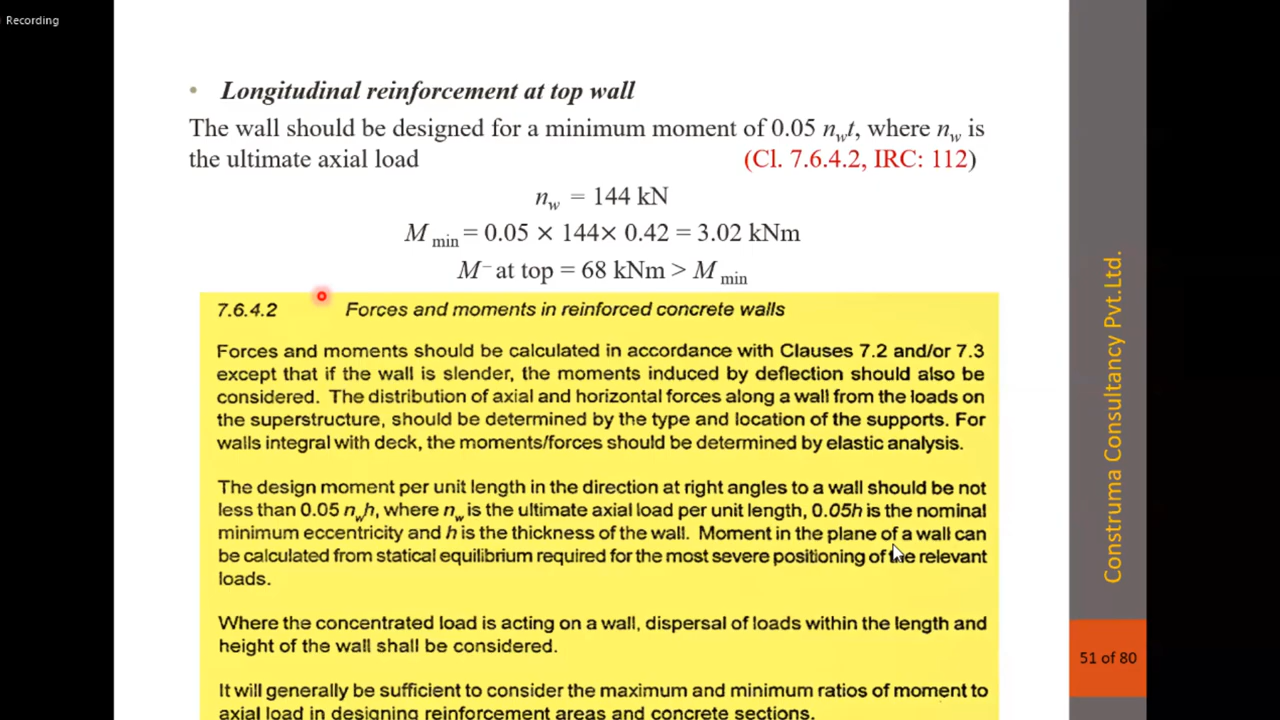 Recording
• Longitudinal reinforcement at top wall
The wall should be designed for a minimum moment of 0.05 nwt, where nw is
the ultimate axial load (Cl. 7.6.4.2, IRC: 112)
nw = 144 kN
M min = 0.05 × 144× 0.42 = 3.02 kNm
M⁻ at top = 68 kNm > M min
7.6.4.2 Forces and moments in reinforced concrete walls
Forces and moments should be calculated in accordance with Clauses 7.2 and/or 7.3
except that if the wall is slender, the moments induced by deflection should also be
considered. The distribution of axial and horizontal forces along a wall from the loads on
the superstructure, should be determined by the type and location of the supports. For
walls integral with deck, the moments/forces should be determined by elastic analysis.
The design moment per unit length in the direction at right angles to a wall should be not
less than 0.05 nwh, where nw is the ultimate axial load per unit length, 0.05h is the nominal
minimum eccentricity and h is the thickness of the wall. Moment in the plane of a wall can
be calculated from statical equilibrium required for the most severe positioning of the relevant
loads.
Where the concentrated load is acting on a wall, dispersal of loads within the length and
height of the wall shall be considered.
It will generally be sufficient to consider the maximum and minimum ratios of moment to
axial load in designing reinforcement areas and concrete sections.
Construma Consultancy Pvt.Ltd.
51 of 80